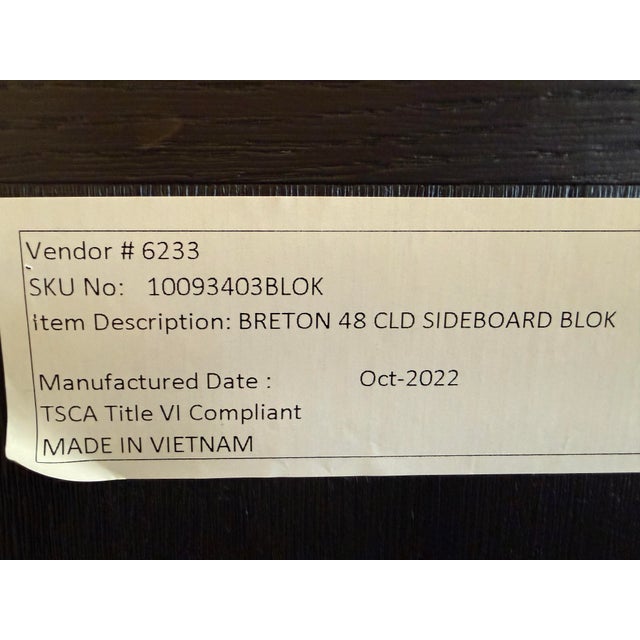 Vendor # 6233
SKU No: 10093403BLOK
Item Description: BRETON 48 CLD SIDEBOARD BLOK
Manufactured Date : Oct-2022
TSCA Title VI Compliant
MADE IN VIETNAM